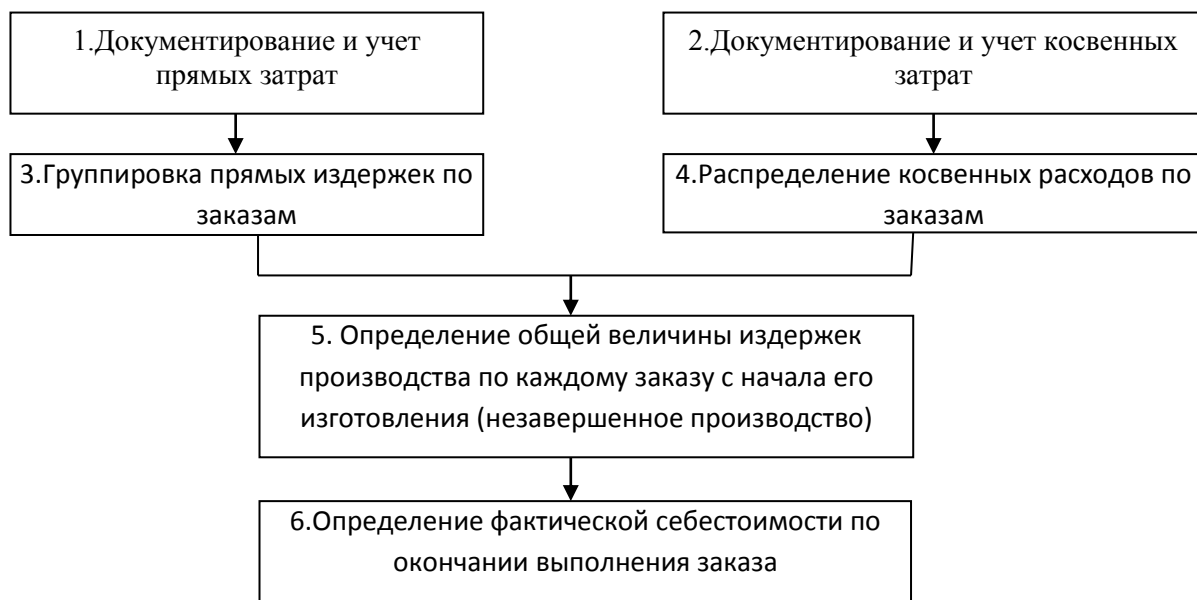 1.Документирование и учет
прямых затрат
2.Документирование и учет косвенных
затрат
3.Группировка прямых издержек по
заказам
4.Распределение косвенных расходов по
заказам
5. Определение общей величины издержек
производства по каждому заказу с начала его
изготовления (незавершенное производство)
6.Определение фактической себестоимости по
окончании выполнения заказа